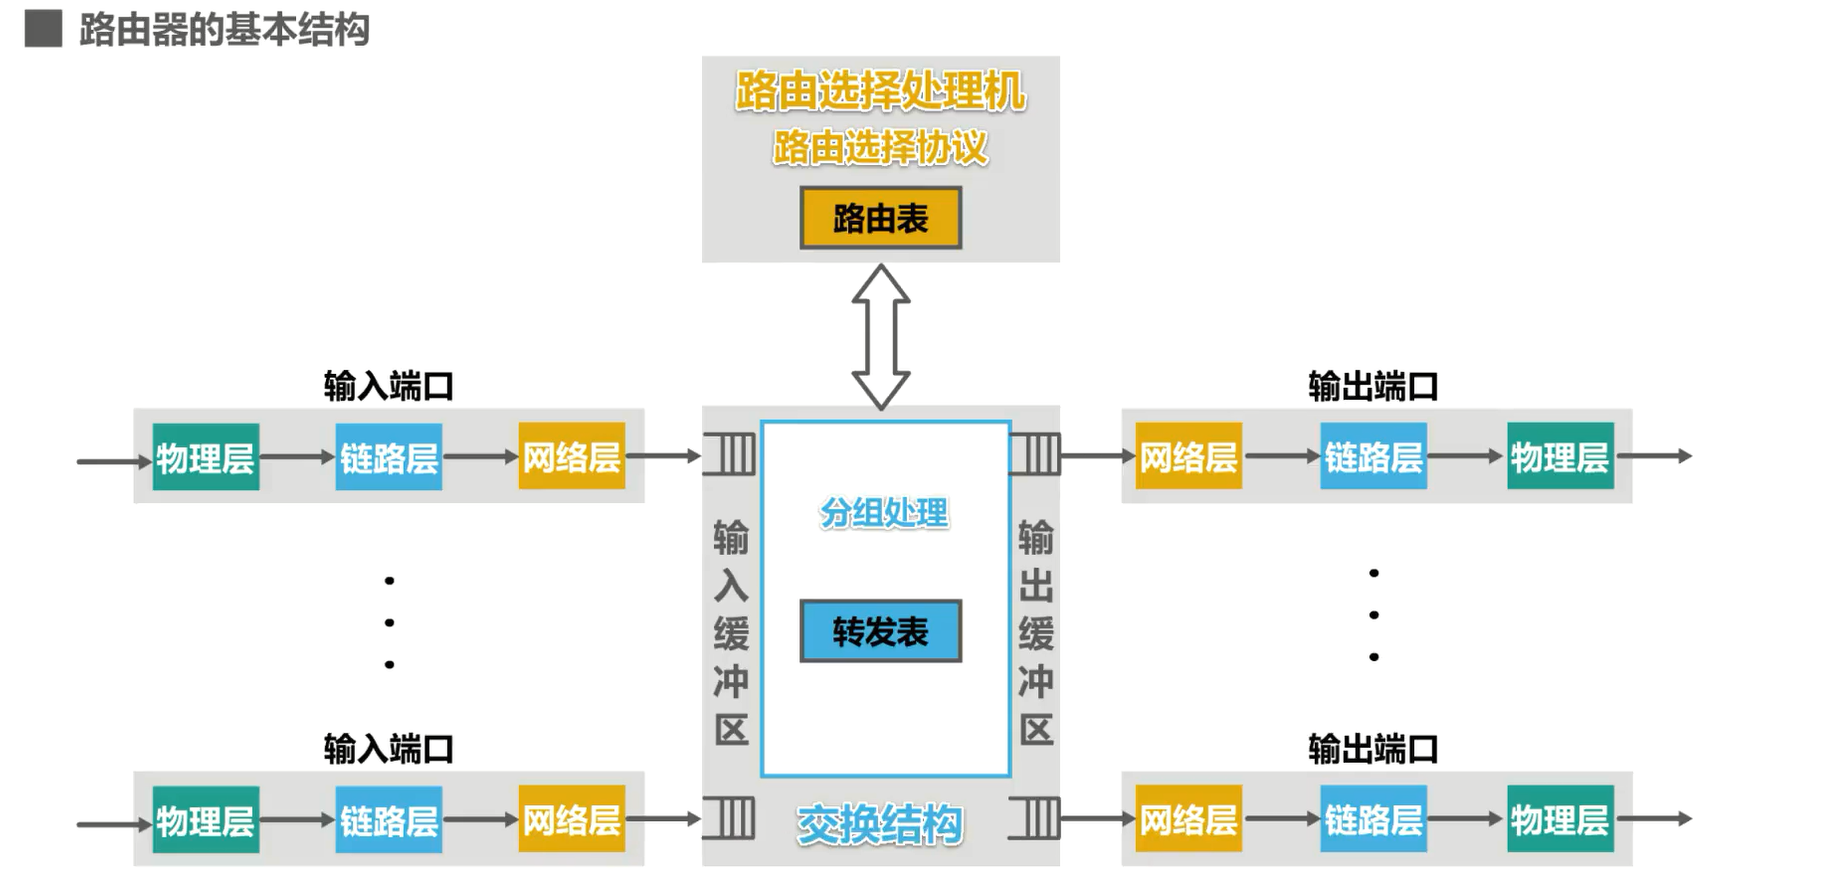 路由器的基本结构
路由选择处理机
路由选择协议
路由表
输入端口
物理层
链路层
网络层
输出端口
网络层
链路层
物理层
输入缓冲区
分组处理
转发表
输出缓冲区
输入端口
物理层
链路层
网络层
交换结构
输出端口
网络层
链路层
物理层